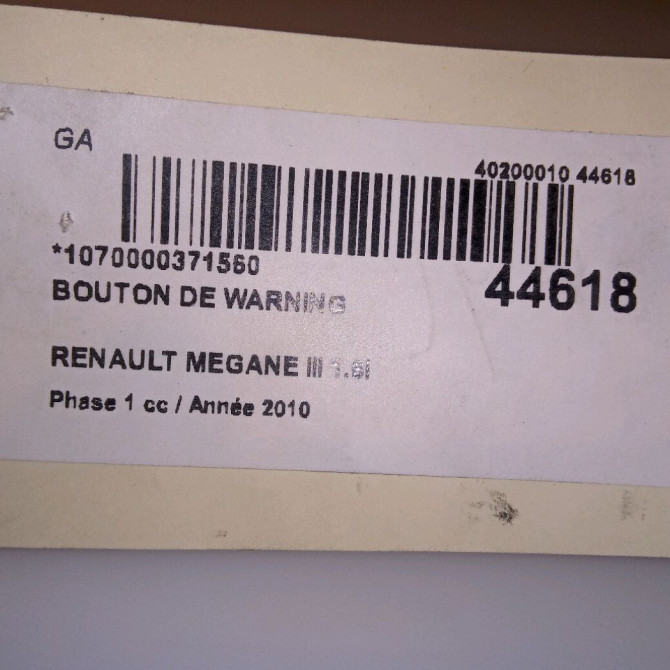 GA
40200010 44618
*1070000371560
44618
BOUTON DE WARNING
RENAULT MEGANE III
Phase 1 cc / Année 2010